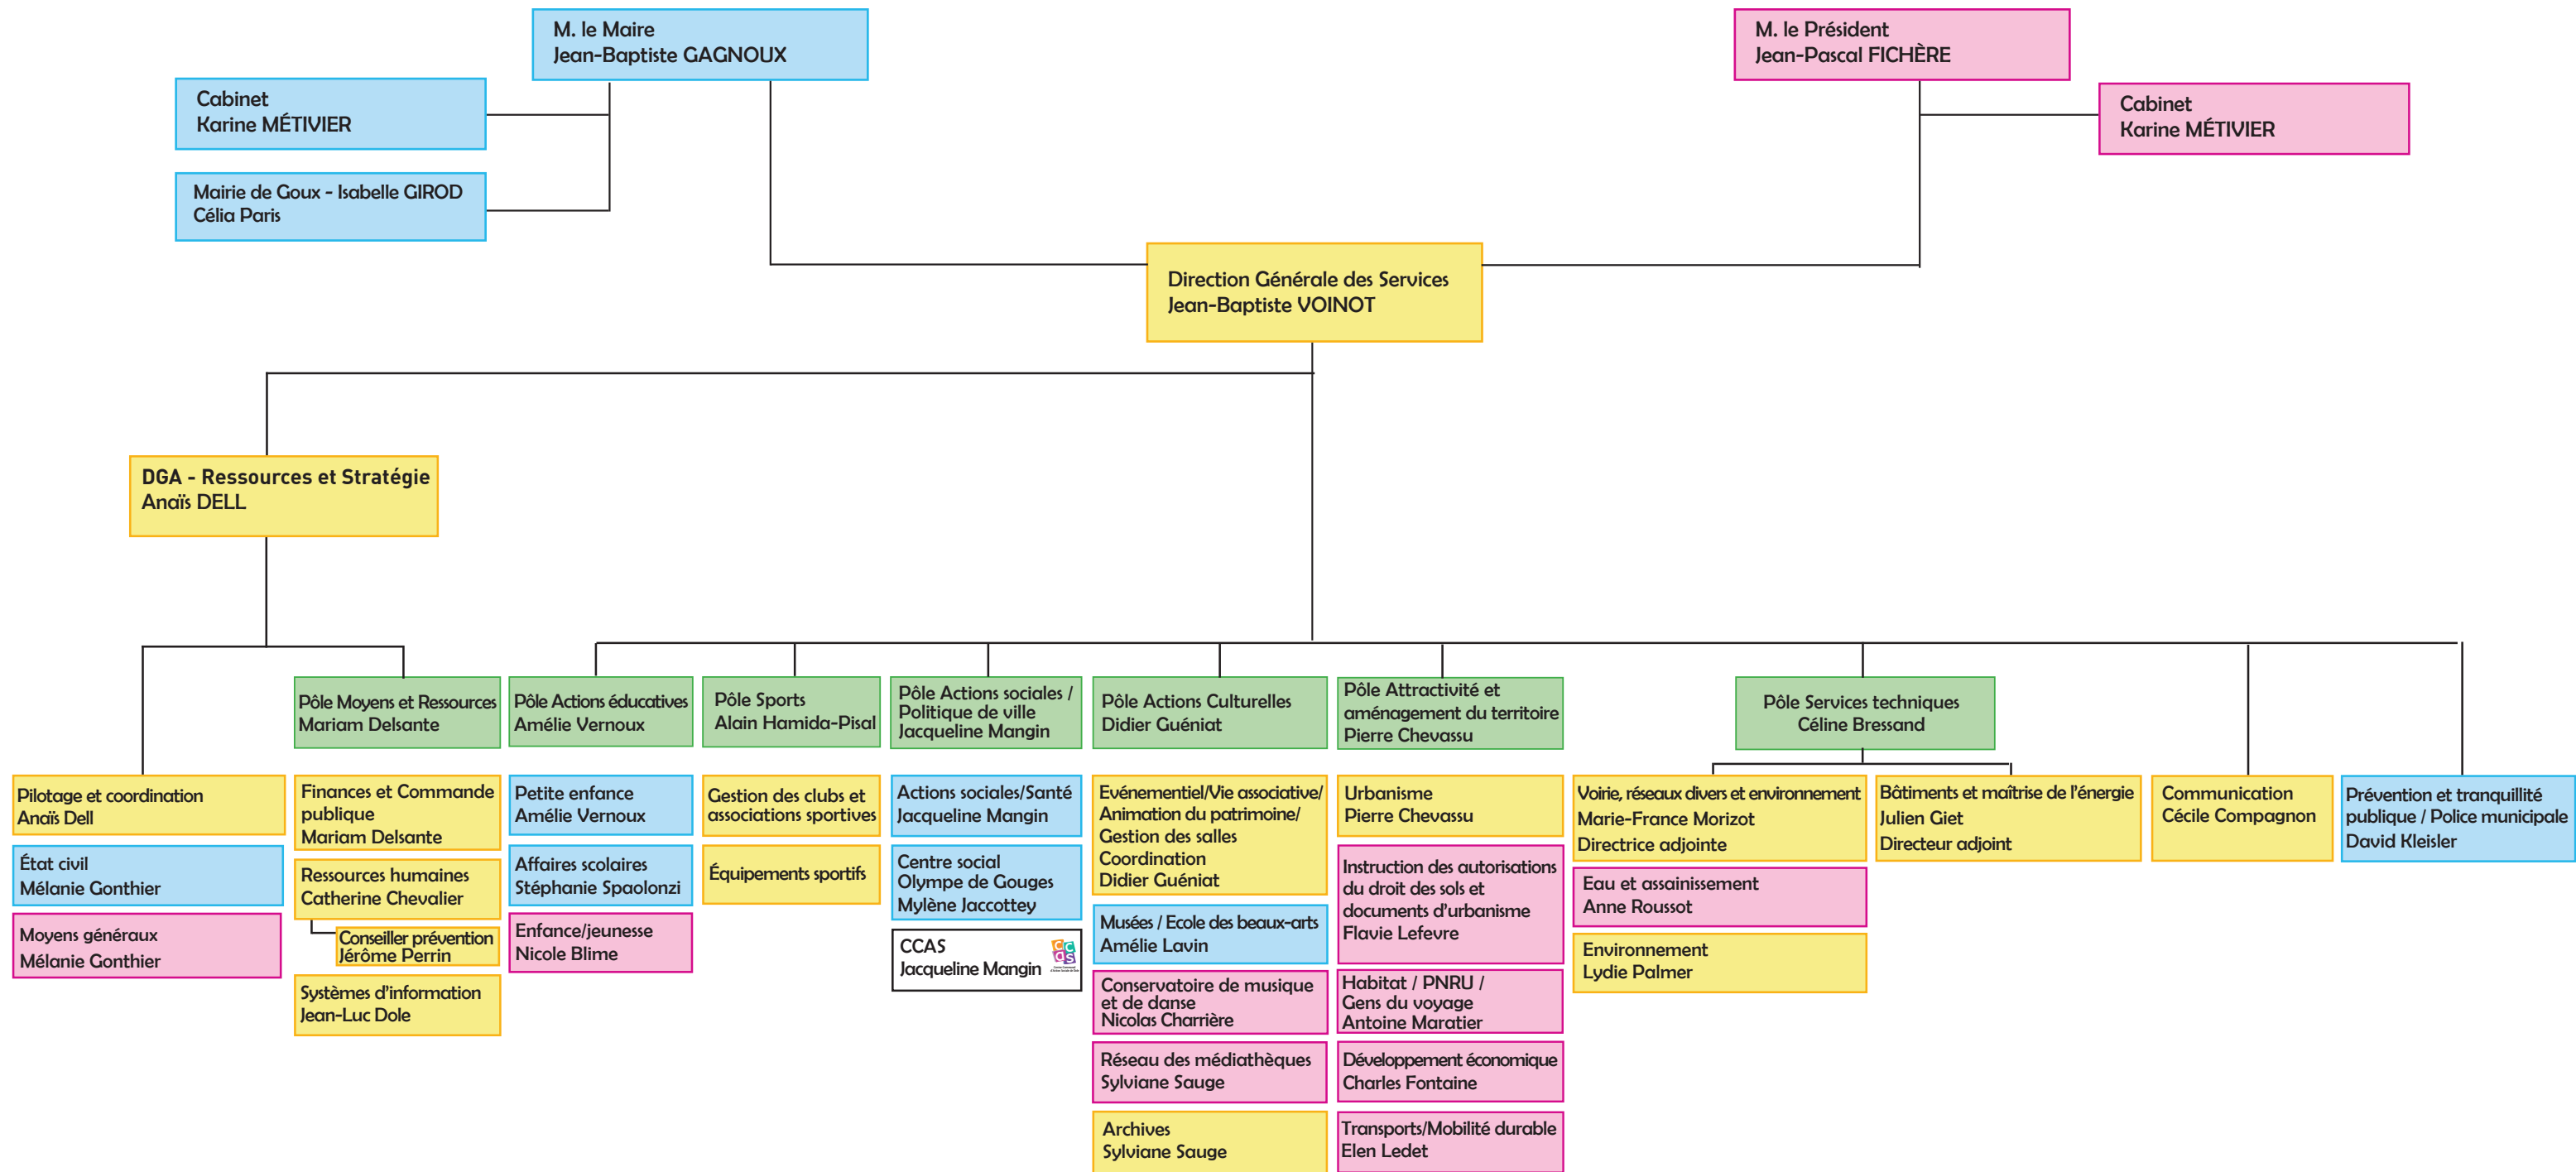 M. le Maire
Jean-Baptiste GAGNOUX
M. le Président
Jean-Pascal FICHÈRE
Cabinet
Karine MÉTIVIER
Cabinet
Karine MÉTIVIER
Mairie de Goux - Isabelle GIROD
Célia Paris
Direction Générale des Services
Jean-Baptiste VOINOT
DGA - Ressources et Stratégie
Anaïs DELL
Pôle Moyens et Ressources
Mariam Delsante
Pôle Actions éducatives
Amélie Vernoux
Pôle Sports
Alain Hamida-Pisal
Pôle Actions sociales /
Politique de ville
Jacqueline Mangin
Pôle Actions Culturelles
Didier Guéniat
Pôle Attractivité et
aménagement du territoire
Pierre Chevassu
Pôle Services techniques
Céline Bressand
Pilotage et coordination
Anaïs Dell
État civil
Mélanie Gonthier
Moyens généraux
Mélanie Gonthier
Finances et Commande
publique
Mariam Delsante
Ressources humaines
Catherine Chevalier
Conseiller prévention
Jérôme Perrin
Systèmes d'information
Jean-Luc Dole
Petite enfance
Amélie Vernoux
Affaires scolaires
Stéphanie Spaolonzi
Enfance/jeunesse
Nicole Blime
Gestion des clubs et
associations sportives
Équipements sportifs
Actions sociales/Santé
Jacqueline Mangin
Centre social
Olympe de Gouges
Mylène Jaccottey
CCAS
Jacqueline Mangin
ccas
Evénementiel/Vie associative/
Animation du patrimoine/
Gestion des salles
Coordination
Didier Guéniat
Musées / Ecole des beaux-arts
Amélie Lavin
Conservatoire de musique
et de danse
Nicolas Charrière
Réseau des médiathèques
Sylviane Sauge
Archives
Sylviane Sauge
Urbanisme
Pierre Chevassu
Instruction des autorisations
du droit des sols et
documents d'urbanisme
Flavie Lefevre
Habitat / PNRU /
Gens du voyage
Antoine Maratier
Développement économique
Charles Fontaine
Transports/Mobilité durable
Elen Ledet
Voirie, réseaux divers et environnement
Marie-France Morizot
Directrice adjointe
Eau et assainissement
Anne Roussot
Environnement
Lydie Palmer
Bâtiments et maîtrise de l'énergie
Julien Giet
Directeur adjoint
Communication
Cécile Compagnon
Prévention et tranquillité
publique / Police municipale
David Kleisler